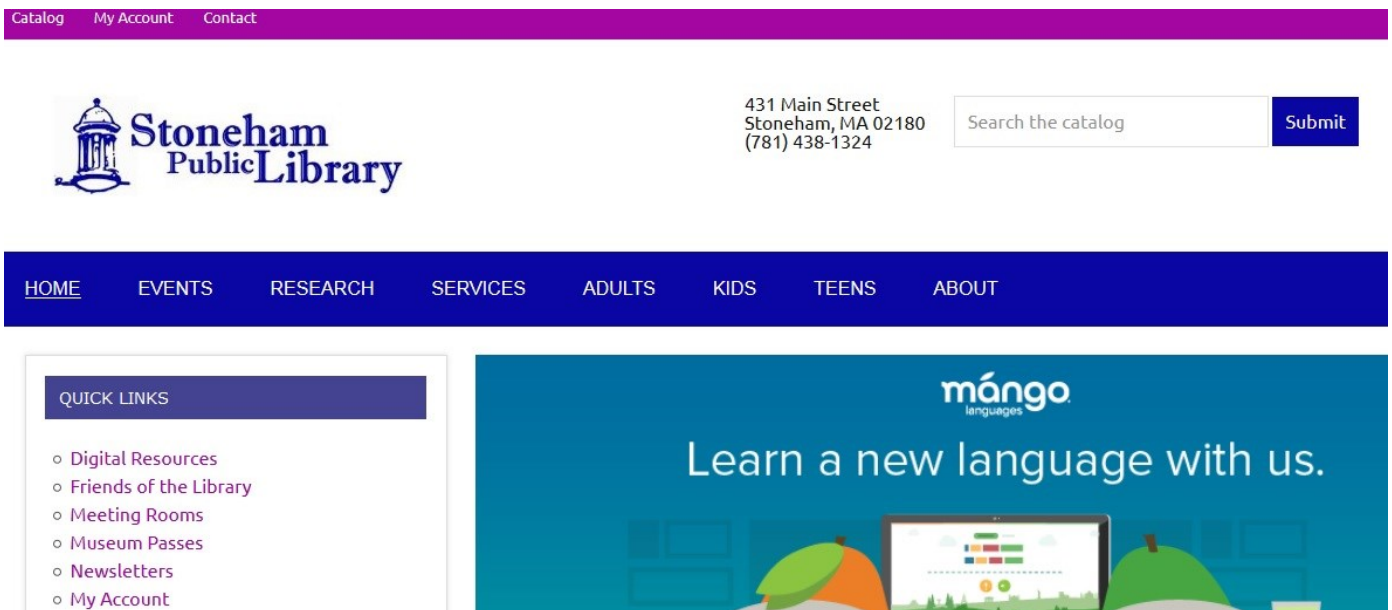 Catalog My Account Contact
Stoneham
Public Library
431 Main Street
Stoneham, MA 02180
(781) 438-1324
Search the catalog
Submit
HOME EVENTS RESEARCH SERVICES ADULTS KIDS TEENS ABOUT
QUICK LINKS
Digital Resources
Friends of the Library
Meeting Rooms
Museum Passes
Newsletters
My Account
mángo
languages
Learn a new language with us.